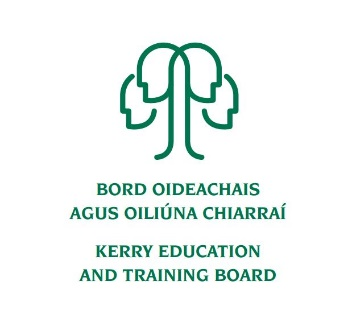 BORD OIDEACHAIS
AGUS OILIÚNA CHIARRAÍ
KERRY EDUCATION
AND TRAINING BOARD